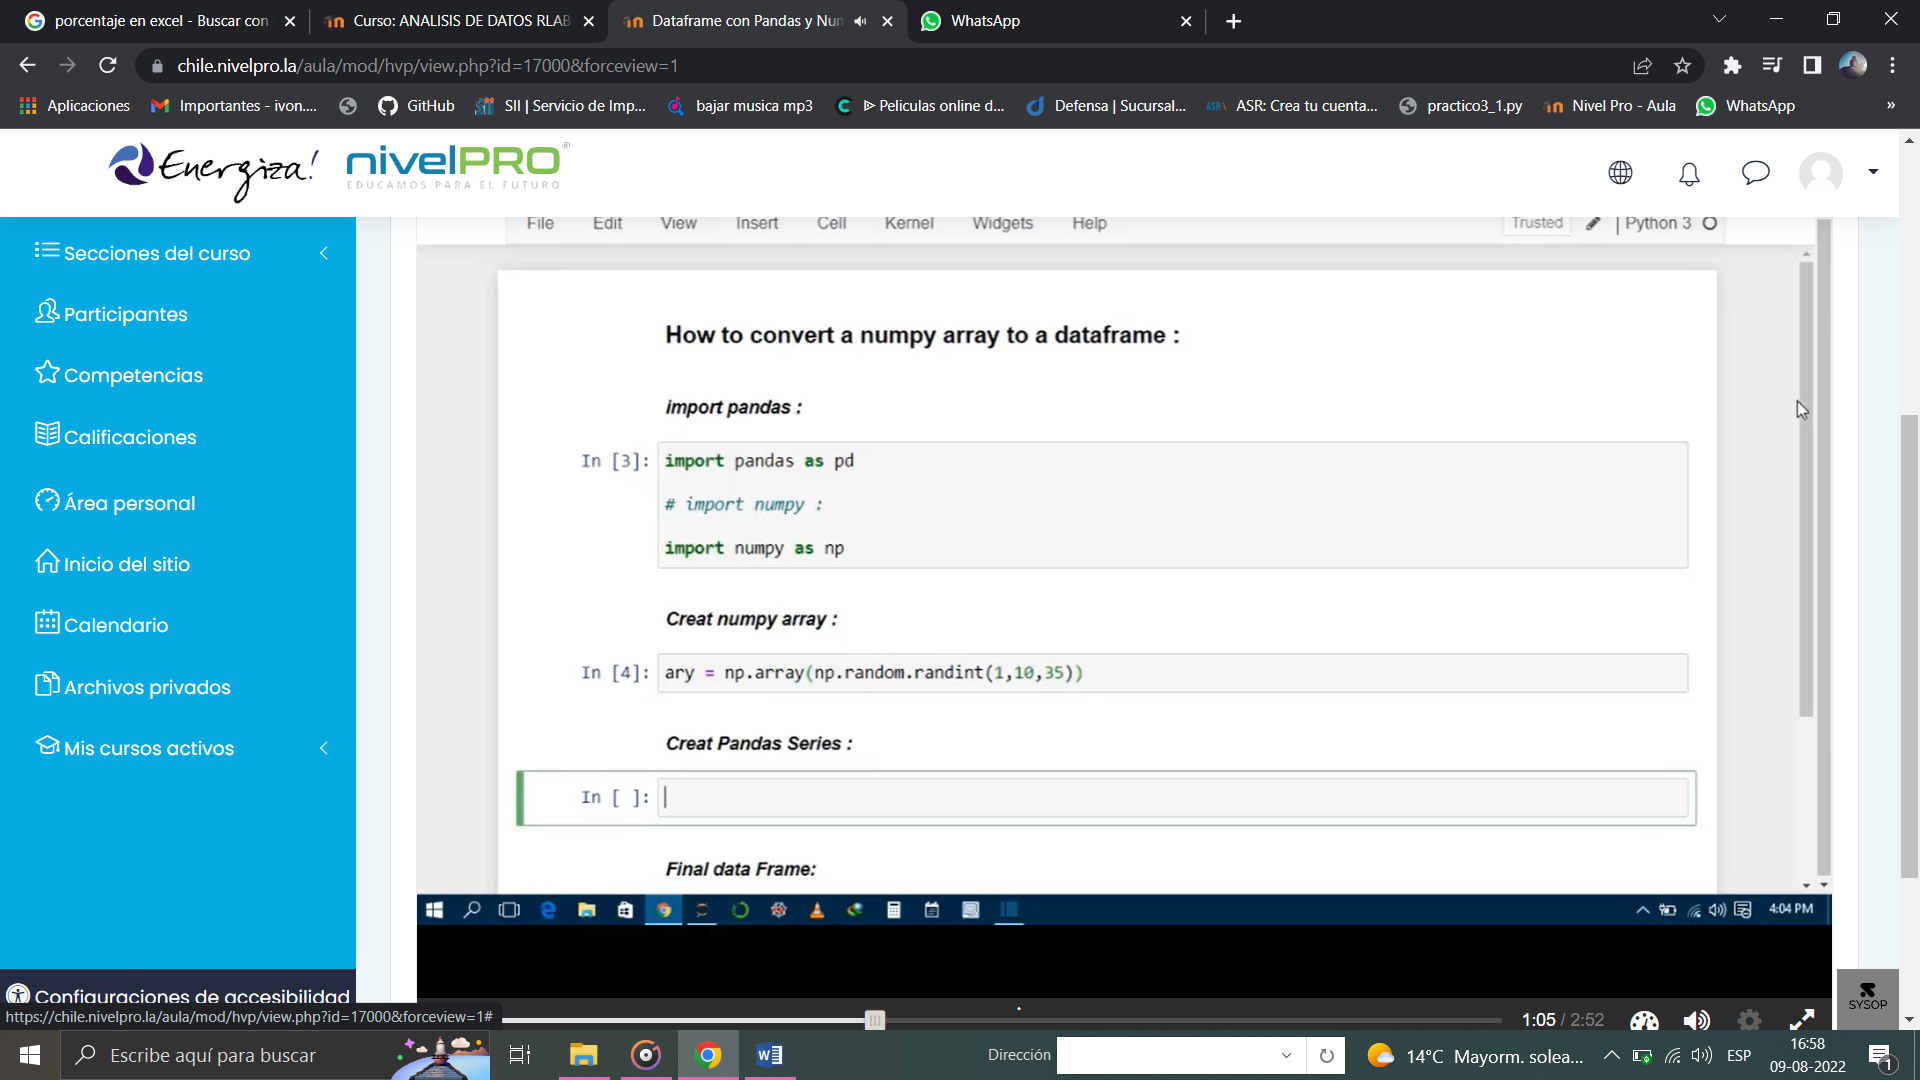 porcentaje en excel - Buscar con
Curso: ANALISIS DE DATOS RLAB
Dataframe con Pandas y Num
WhatsApp
chile.nivelpro.la/aula/mod/hvp/view.php?id=17000&forceview=1
Aplicaciones
Importantes - ivon....
GitHub
SII | Servicio de Imp...
bajar musica mp3
ᐅ Peliculas online d...
Defensa | Sucursal...
ASR: Crea tu cuenta...
practico3_1.py
Nivel Pro - Aula
WhatsApp
»
Energiza!
nivelPRO®
EDUCAMOS PARA EL FUTURO
File Edit View Insert Cell Kernel Widgets Help
Trusted
Python 3
Secciones del curso
Participantes
Competencias
Calificaciones
Área personal
Inicio del sitio
Calendario
Archivos privados
Mis cursos activos
Configuraciones de accesibilidad
How to convert a numpy array to a dataframe :
import pandas :
In [3]: import pandas as pd
# import numpy :
import numpy as np
Creat numpy array :
In [4]: ary = np.array(np.random.randint(1,10,35))
Creat Pandas Series :
In [ ]:
Final data Frame:
4:04 PM
SYSOP
https://chile.nivelpro.la/aula/mod/hvp/view.php?id=17000&forceview=1#
1:05 / 2:52
Escribe aquí para buscar
Dirección
14°C Mayorm. solea...
ESP
16:58
09-08-2022
1